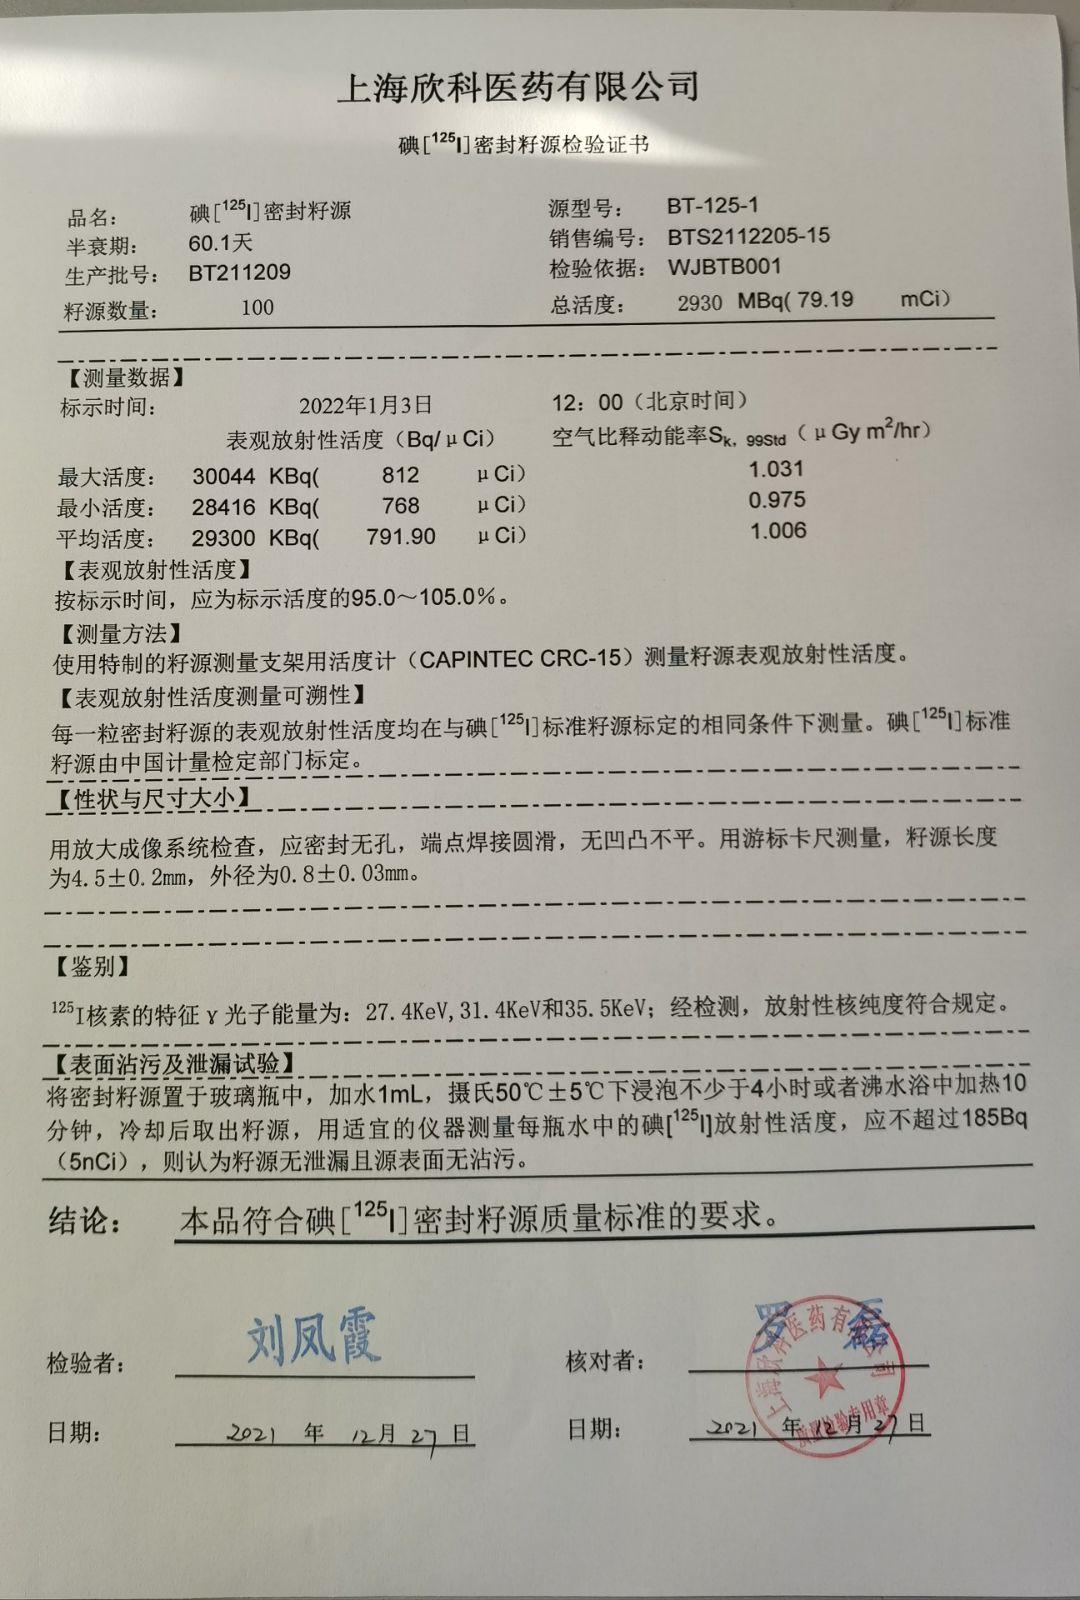 上海欣科医药有限公司
碘[¹²⁵I]密封籽源检验证书
品名： 碘[¹²⁵I]密封籽源 源型号： BT-125-1
半衰期： 60.1天 销售编号： BTS2112205-15
生产批号： BT211209 检验依据： WJBTB001
籽源数量： 100 总活度： 2930 MBq( 79.19 mCi）
【测量数据】
标示时间： 2022年1月3日 12：00（北京时间）
表观放射性活度（Bq/μCi） 空气比释动能率Sk, 99Std（μGy m²/hr）
最大活度： 30044 KBq( 812 μCi） 1.031
最小活度： 28416 KBq( 768 μCi） 0.975
平均活度： 29300 KBq( 791.90 μCi） 1.006
【表观放射性活度】
按标示时间，应为标示活度的95.0～105.0%。
【测量方法】
使用特制的籽源测量支架用活度计（CAPINTEC CRC-15）测量籽源表观放射性活度。
【表观放射性活度测量可溯性】
每一粒密封籽源的表观放射性活度均在与碘[¹²⁵I]标准籽源标定的相同条件下测量。碘[¹²⁵I]标准
籽源由中国计量检定部门标定。
【性状与尺寸大小】
用放大成像系统检查，应密封无孔，端点焊接圆滑，无凹凸不平。用游标卡尺测量，籽源长度
为4.5±0.2mm，外径为0.8±0.03mm。
【鉴别】
¹²⁵I核素的特征γ光子能量为：27.4KeV,31.4KeV和35.5KeV；经检测，放射性核纯度符合规定。
【表面沾污及泄漏试验】
将密封籽源置于玻璃瓶中，加水1mL，摄氏50℃±5℃下浸泡不少于4小时或者沸水浴中加热10
分钟，冷却后取出籽源，用适宜的仪器测量每瓶水中的碘[¹²⁵I]放射性活度，应不超过185Bq
（5nCi），则认为籽源无泄漏且源表面无沾污。
结论： 本品符合碘[¹²⁵I]密封籽源质量标准的要求。
检验者： 刘凤霞 核对者： 罗磊
上海欣科医药有限公司
质量检验专用章
日期： 2021 年 12月 27 日 日期： 2021 年 12月 27日